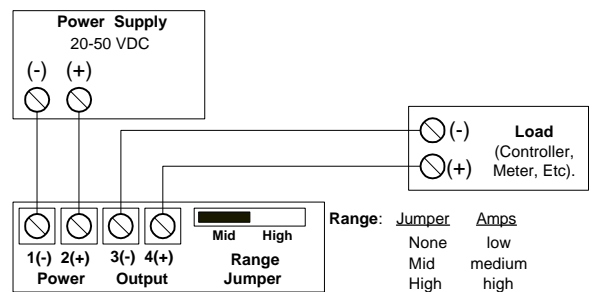 Power Supply
20-50 VDC
(-) (+)
(-)
(+)
Load
(Controller,
Meter, Etc).
Mid High
1(-) 2(+) 3(-) 4(+)
Power Output
Range
Jumper
Range: Jumper Amps
None low
Mid medium
High high